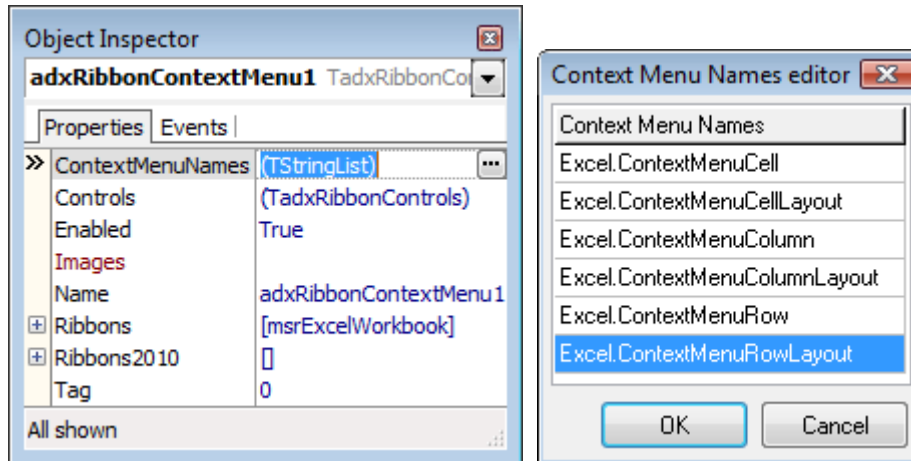 Object Inspector
adxRibbonContextMenu1 TadxRibbonCo
Properties Events
ContextMenuNames (TStringList)
Controls (TadxRibbonControls)
Enabled True
Images
Name adxRibbonContextMenu1
Ribbons [msrExcelWorkbook]
Ribbons2010 []
Tag 0
All shown
Context Menu Names editor
Context Menu Names
Excel.ContextMenuCell
Excel.ContextMenuCellLayout
Excel.ContextMenuColumn
Excel.ContextMenuColumnLayout
Excel.ContextMenuRow
Excel.ContextMenuRowLayout
OK Cancel